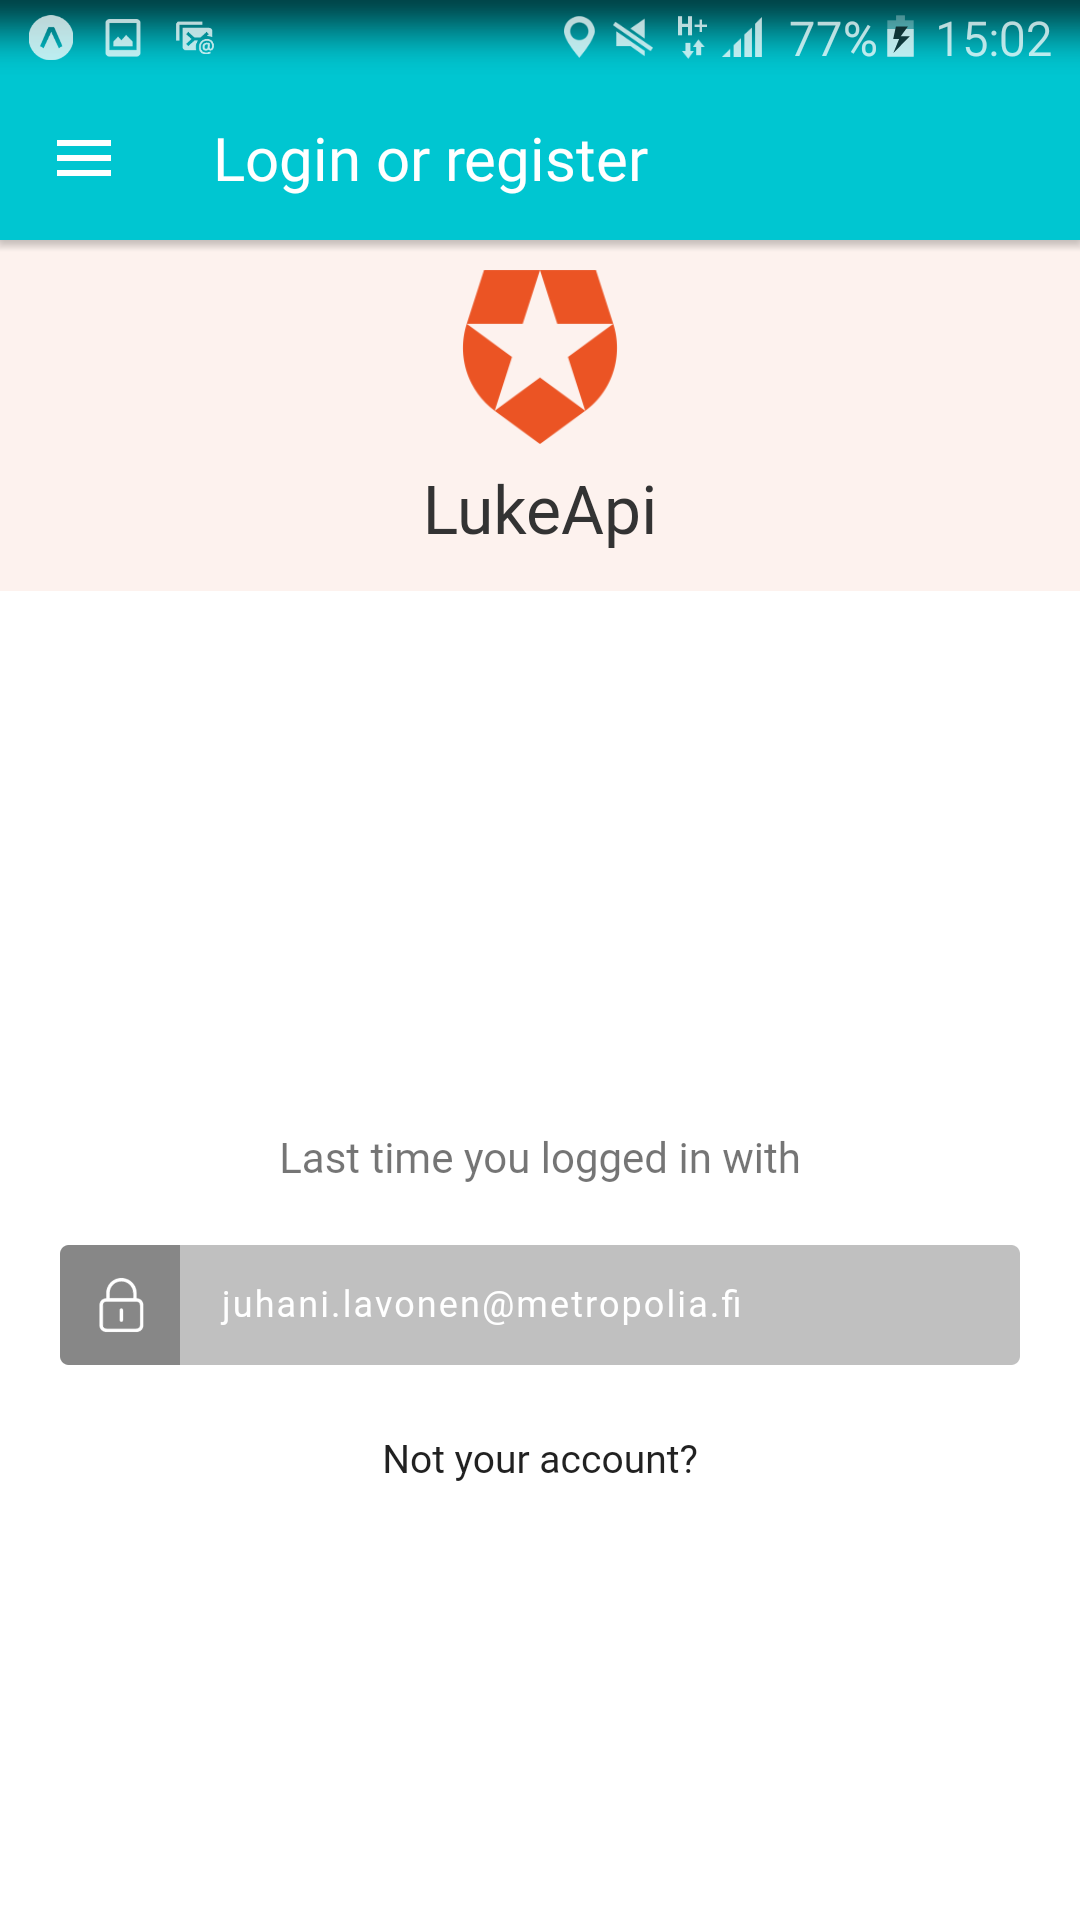 H+ 77% 15:02
Login or register
LukeApi
Last time you logged in with
juhani.lavonen@metropolia.fi
Not your account?